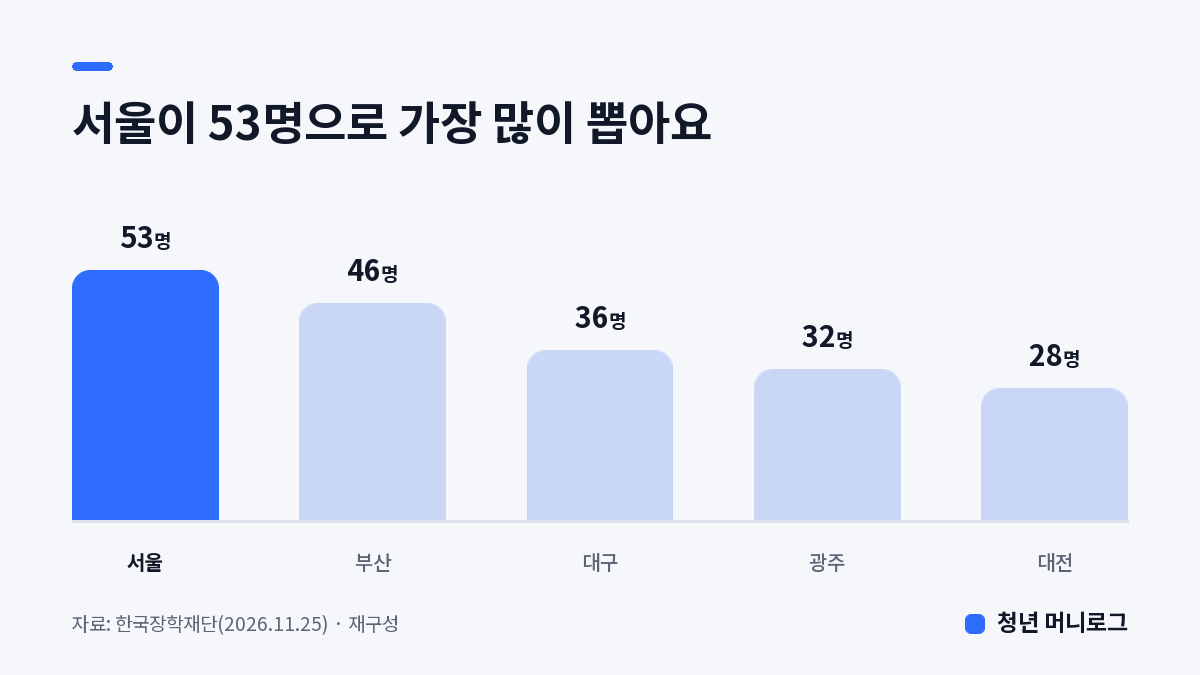 서울이 53명으로 가장 많이 뽑아요
53명
46명
36명
32명
28명
서울
부산
대구
광주
대전
자료: 한국장학재단(2026.11.25) · 재구성
청년 머니로그